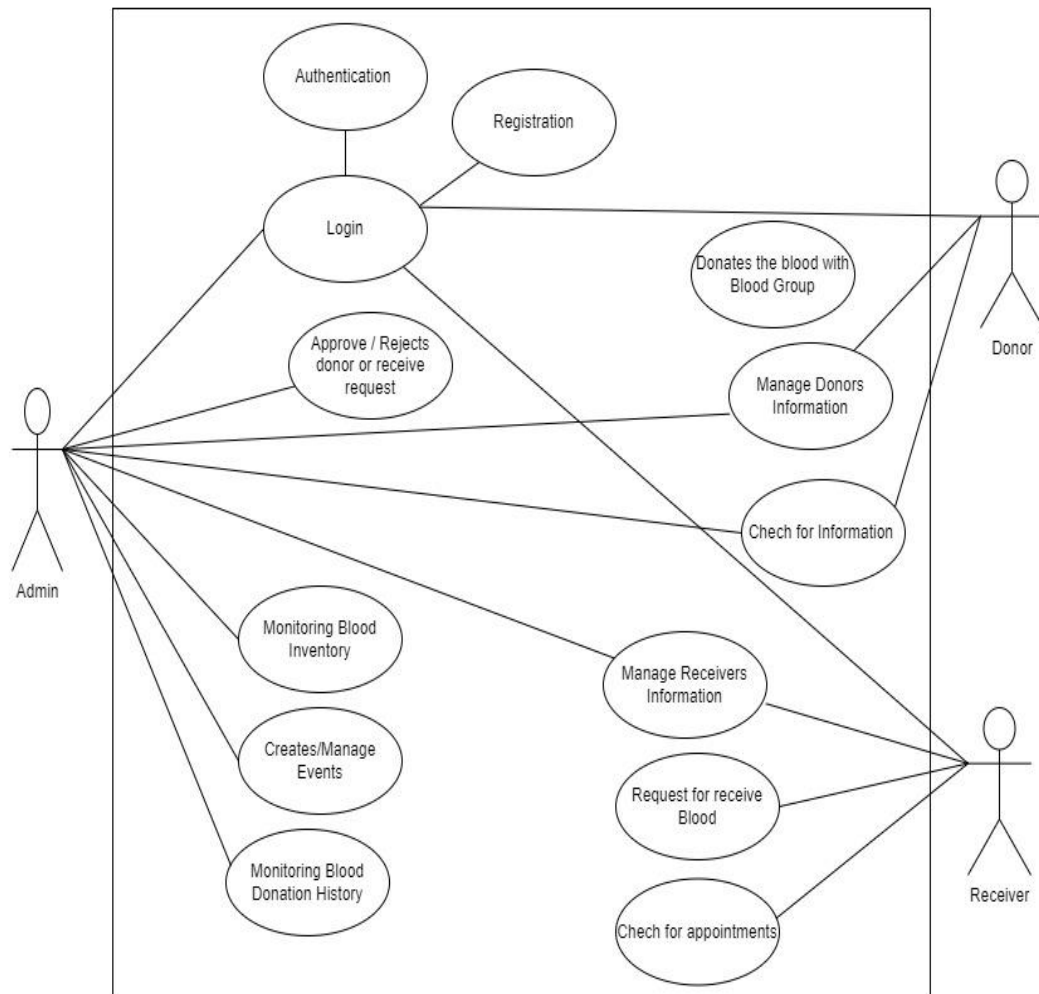 Authentication
Registration
Login
Donates the blood with
Blood Group
Donor
Approve / Rejects
donor or receive
request
Manage Donors
Information
Chech for Information
Admin
Monitoring Blood
Inventory
Manage Receivers
Information
Creates/Manage
Events
Request for receive
Blood
Monitoring Blood
Donation History
Receiver
Chech for appointments